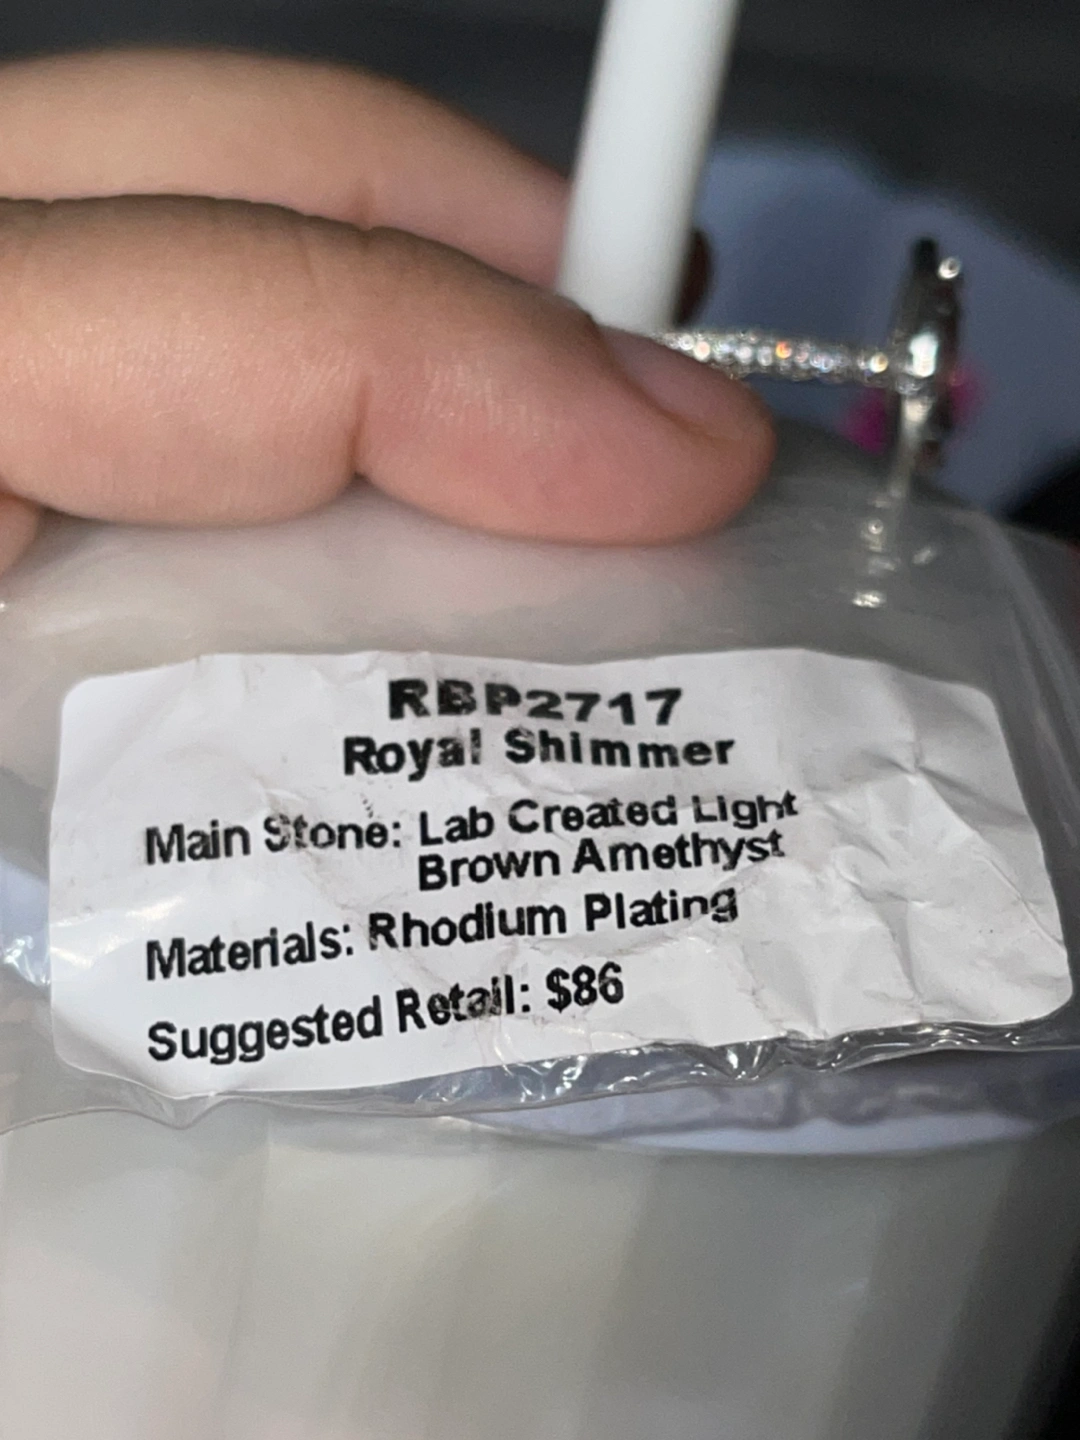 RBP2717
Royal Shimmer
Main Stone: Lab Created Light
Brown Amethyst
Materials: Rhodium Plating
Suggested Retail: $86